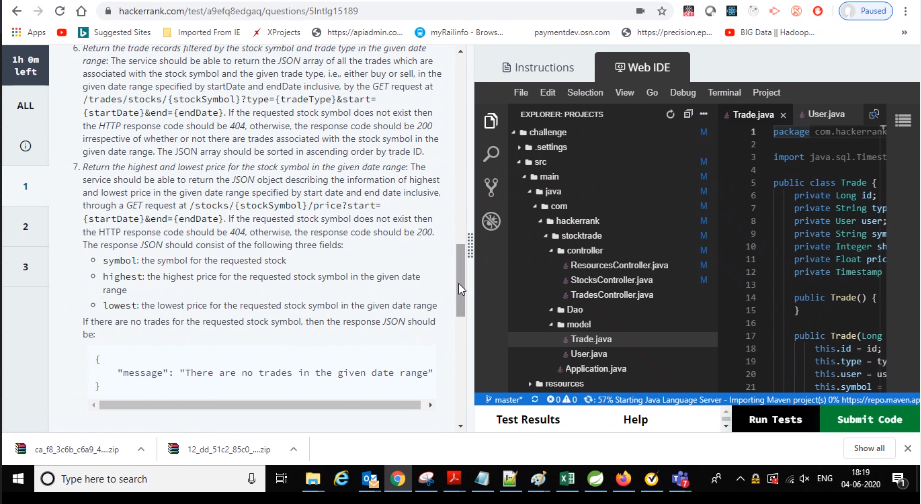 hackerrank.com/test/a9efq8edgaq/questions/5lntlg15189
Paused
Apps
Suggested Sites
Imported From IE
XProjects
https://apiadmin.c...
myRailinfo - Brows...
paymentdev.osn.com
https://precision.ep...
BIG Data || Hadoop...
1h 0m
left
ALL
1
2
3
6. Return the trade records filtered by the stock symbol and trade type in the given date
range: The service should be able to return the JSON array of all the trades which
are associated with the stock symbol and the given trade type, i.e., either buy or sell, in the
given date range specified by startDate and endDate inclusive, by the GET request at
/trades/stocks/{stockSymbol}?type={tradeType}&start=
{startDate}&end={endDate}. If the requested stock symbol does not exist then
the HTTP response code should be 404, otherwise, the response code should be 200
irrespective of whether or not there are trades associated with the stock symbol in the
given date range. The JSON array should be sorted in ascending order by trade ID.
7. Return the highest and lowest price for the stock symbol in the given date range: The
service should be able to return the JSON object describing the information of highest
and lowest price in the given date range specified by start date and end date inclusive,
through a GET request at /stocks/{stockSymbol}/price?start=
{startDate}&end={endDate}. If the requested stock symbol does not exist then
the HTTP response code should be 404, otherwise, the response code should be 200.
The response JSON should consist of the following three fields:
symbol: the symbol for the requested stock
highest: the highest price for the requested stock symbol in the given date
range
lowest: the lowest price for the requested stock symbol in the given date range
If there are no trades for the requested stock symbol, then the response JSON should
be:
{
"message": "There are no trades in the given date range"
}
Instructions
Web IDE
File Edit Selection View Go Debug Terminal Project
EXPLORER: PROJECTS
challenge M
.settings
src M
main M
java M
com M
hackerrank M
stocktrade M
controller M
ResourcesController.java M
StocksController.java M
TradesController.java M
Dao
model
Trade.java
User.java
Application.java
resources
Trade.java
User.java
1 package com.hackerrank
2
3 import java.sql.Timest
4
5 public class Trade {
6 private Long id;
7 private String typ
8 private User user;
9 private String sym
10 private Integer sh
11 private Float pric
12 private Timestamp
13
14 public Trade() {
15 }
16
17 public Trade(Long
18 this.id = id;
19 this.type = ty
20 this.user = us
21 this.symbol =
master*
0 0
57% Starting Java Language Server - Importing Maven project(s) 0% https://repo.maven.ap
Test Results
Help
Run Tests
Submit Code
ca_f8_3c6b_c6a9_4....zip
12_dd_51c2_85c0_....zip
Show all
Type here to search
ENG
18:19
04-06-2020